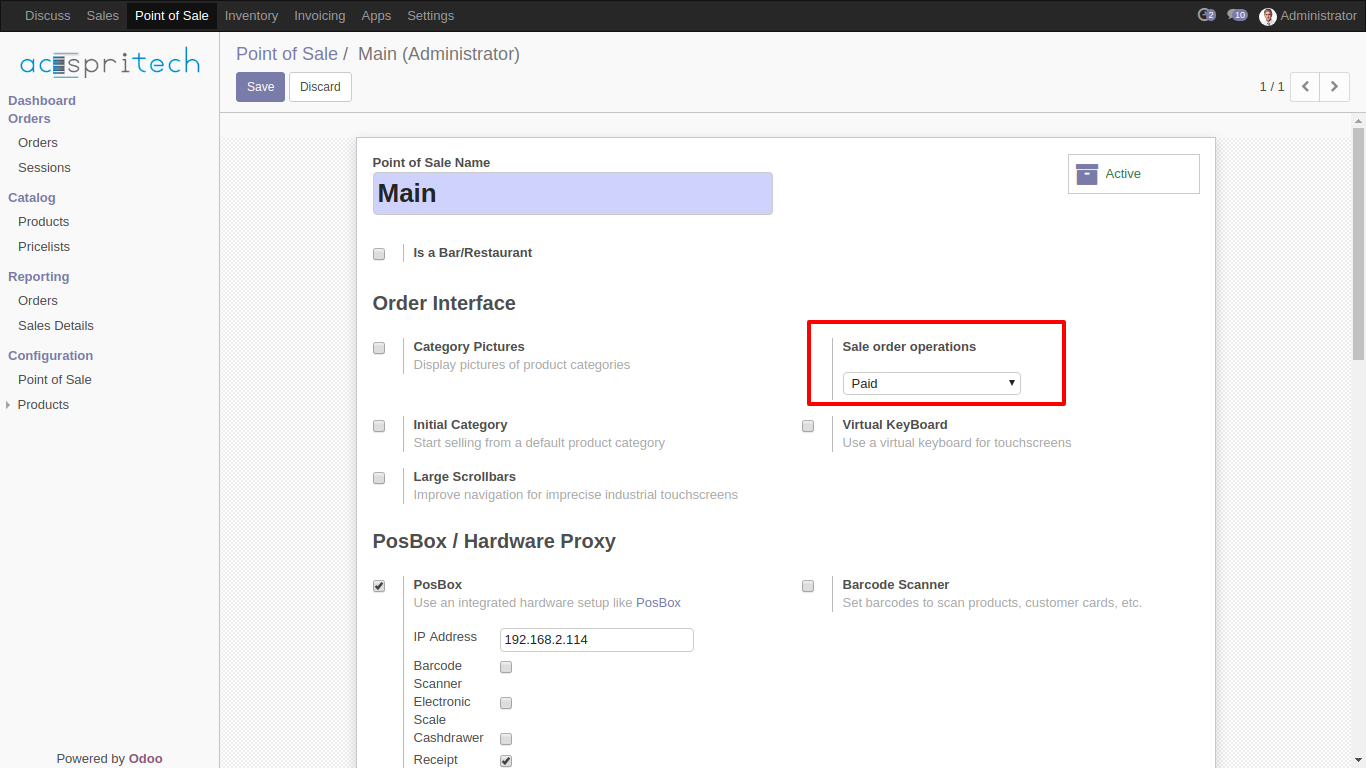 Discuss Sales Point of Sale Inventory Invoicing Apps Settings 2 10 Administrator
acespritech
Dashboard
Orders
Orders
Sessions
Catalog
Products
Pricelists
Reporting
Orders
Sales Details
Configuration
Point of Sale
Products
Powered by Odoo
Point of Sale / Main (Administrator)
Save Discard
1 / 1
Point of Sale Name
Main
Active
Is a Bar/Restaurant
Order Interface
Category Pictures
Display pictures of product categories
Sale order operations
Paid
Initial Category
Start selling from a default product category
Virtual KeyBoard
Use a virtual keyboard for touchscreens
Large Scrollbars
Improve navigation for imprecise industrial touchscreens
PosBox / Hardware Proxy
PosBox
Use an integrated hardware setup like PosBox
Barcode Scanner
Set barcodes to scan products, customer cards, etc.
IP Address 192.168.2.114
Barcode
Scanner
Electronic
Scale
Cashdrawer
Receipt